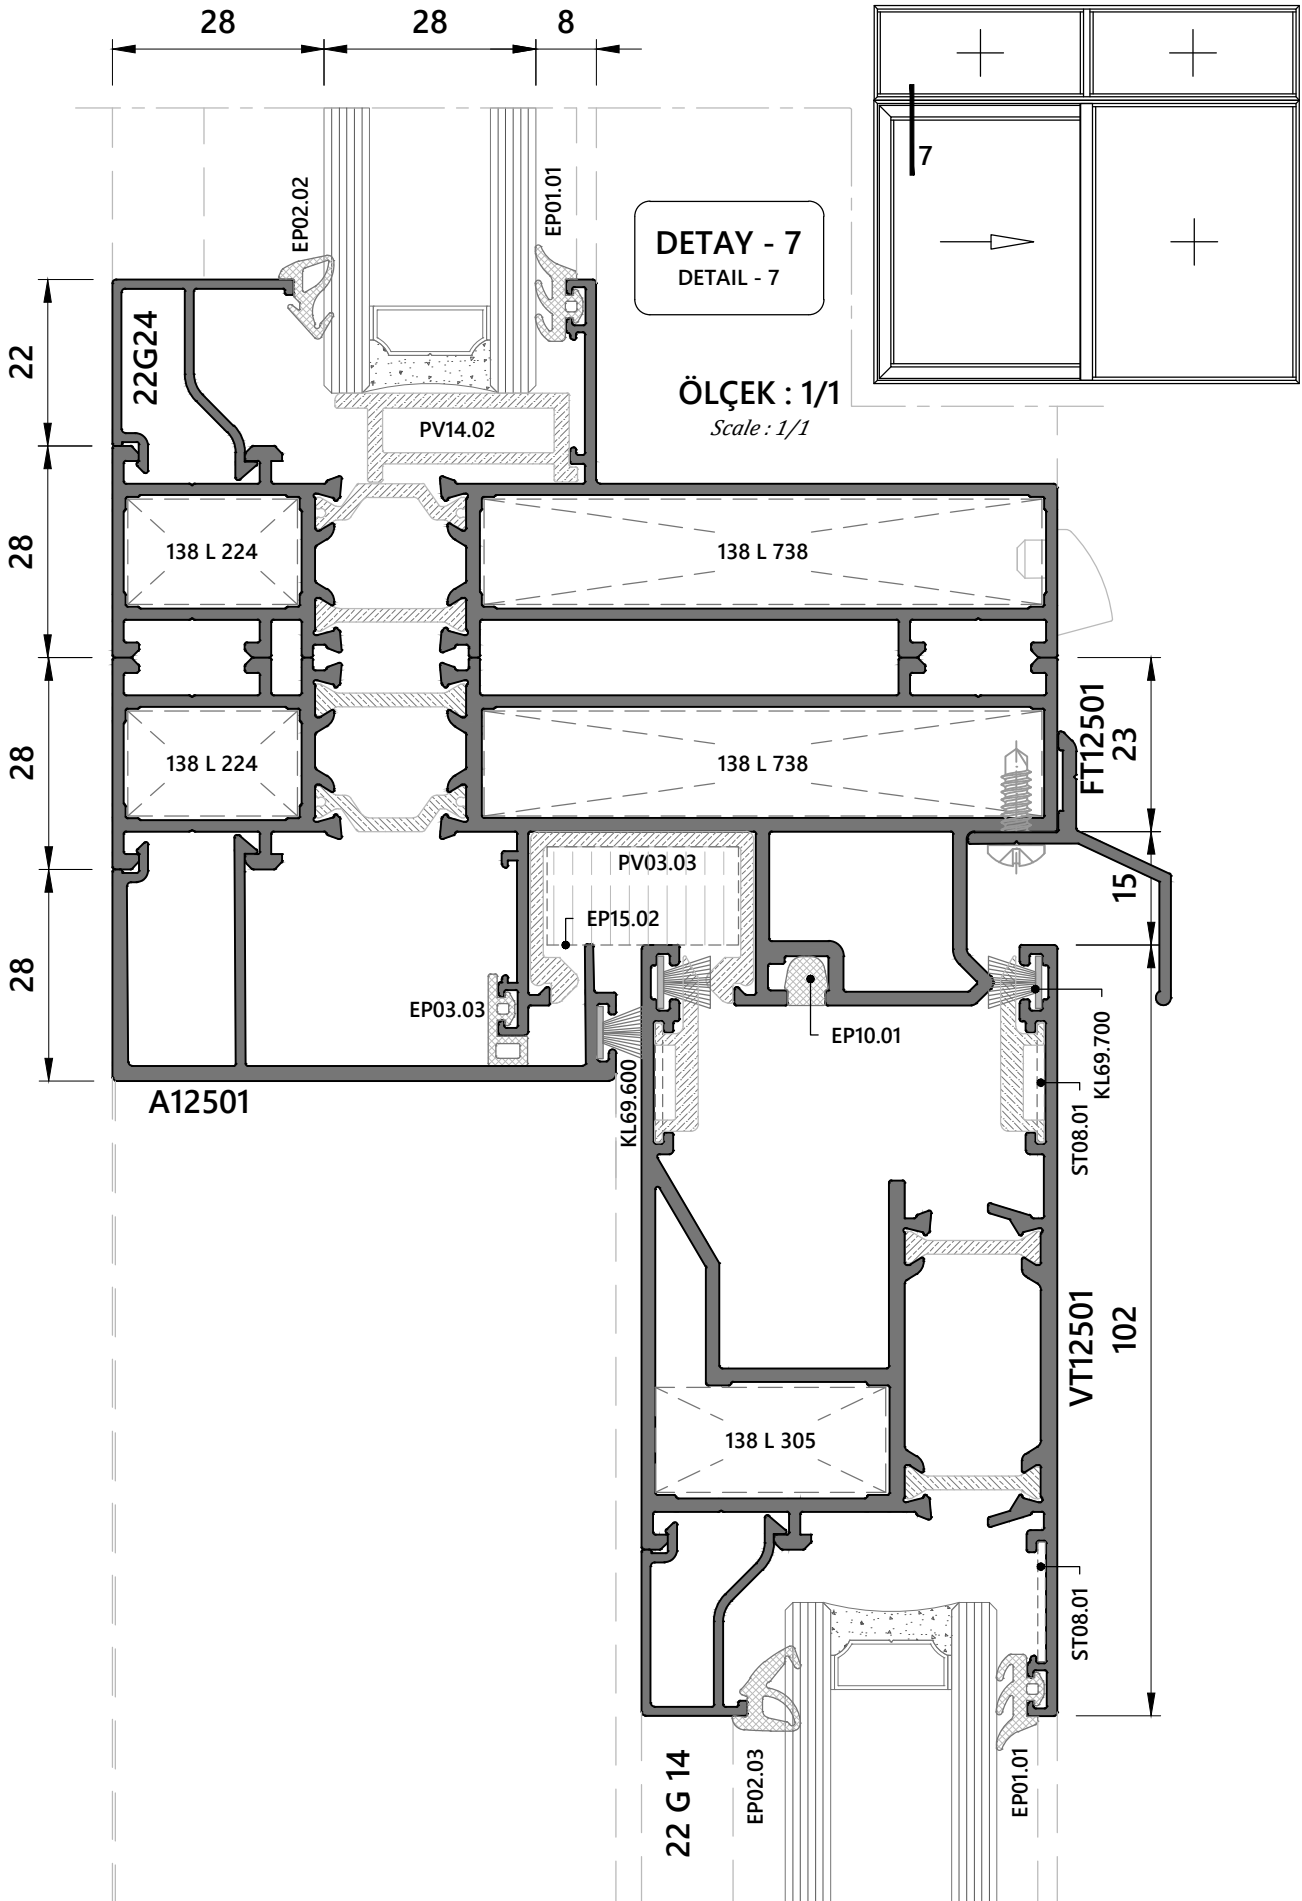 28
28
8
7
EP02.02
EP01.01
DETAY - 7
DETAIL - 7
22
22G24
ÖLÇEK : 1/1
Scale : 1/1
PV14.02
28
138 L 224
138 L 738
28
138 L 224
138 L 738
FT12501
23
PV03.03
15
EP15.02
28
EP03.03
EP10.01
KL69.700
A12501
KL69.600
ST08.01
VT12501
102
138 L 305
ST08.01
22 G 14
EP02.03
EP01.01